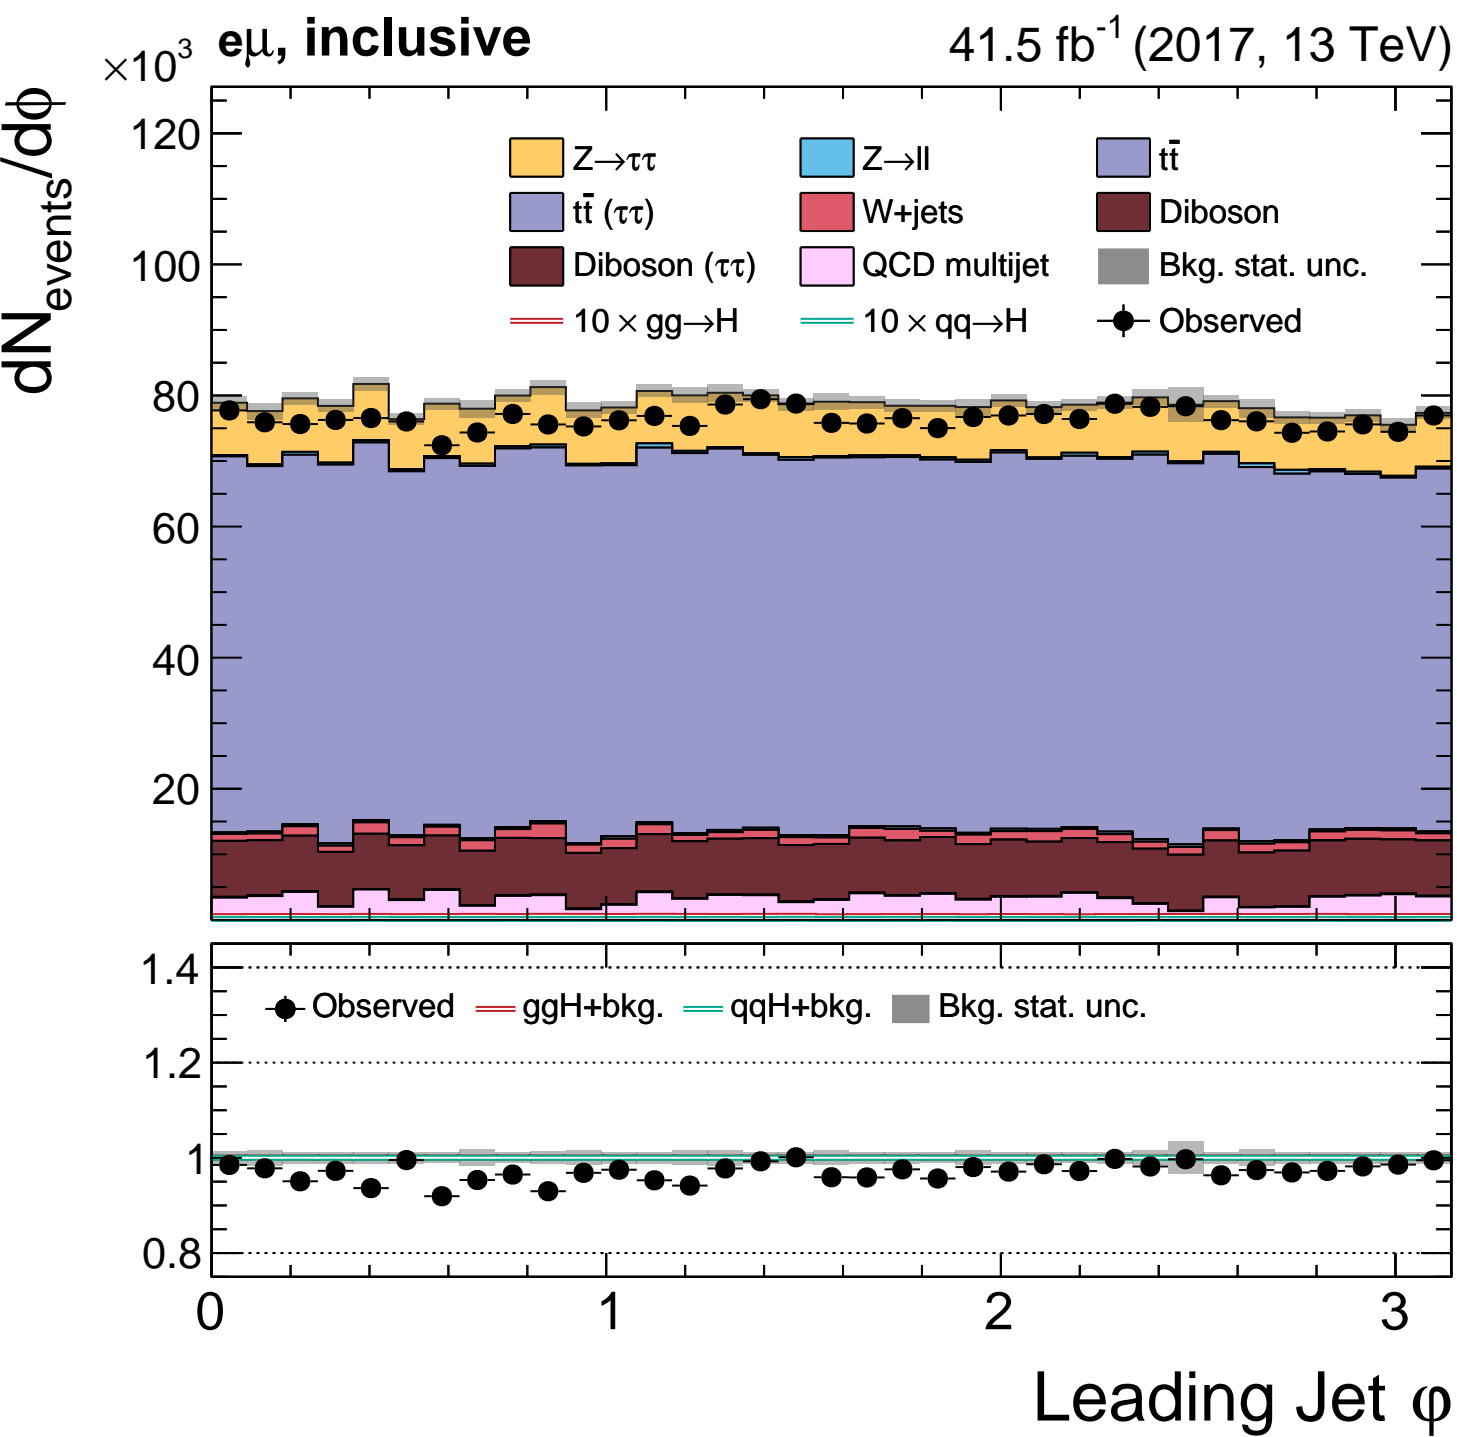 ×10³ eμ, inclusive 41.5 fb⁻¹ (2017, 13 TeV)
dN_events/dϕ
120
100
80
60
40
20
Z→ττ Z→ll tt̄
tt̄ (ττ) W+jets Diboson
Diboson (ττ) QCD multijet Bkg. stat. unc.
10 × gg→H 10 × qq→H Observed
1.4
1.2
1
0.8
Observed ggH+bkg. qqH+bkg. Bkg. stat. unc.
0 1 2 3
Leading Jet φ